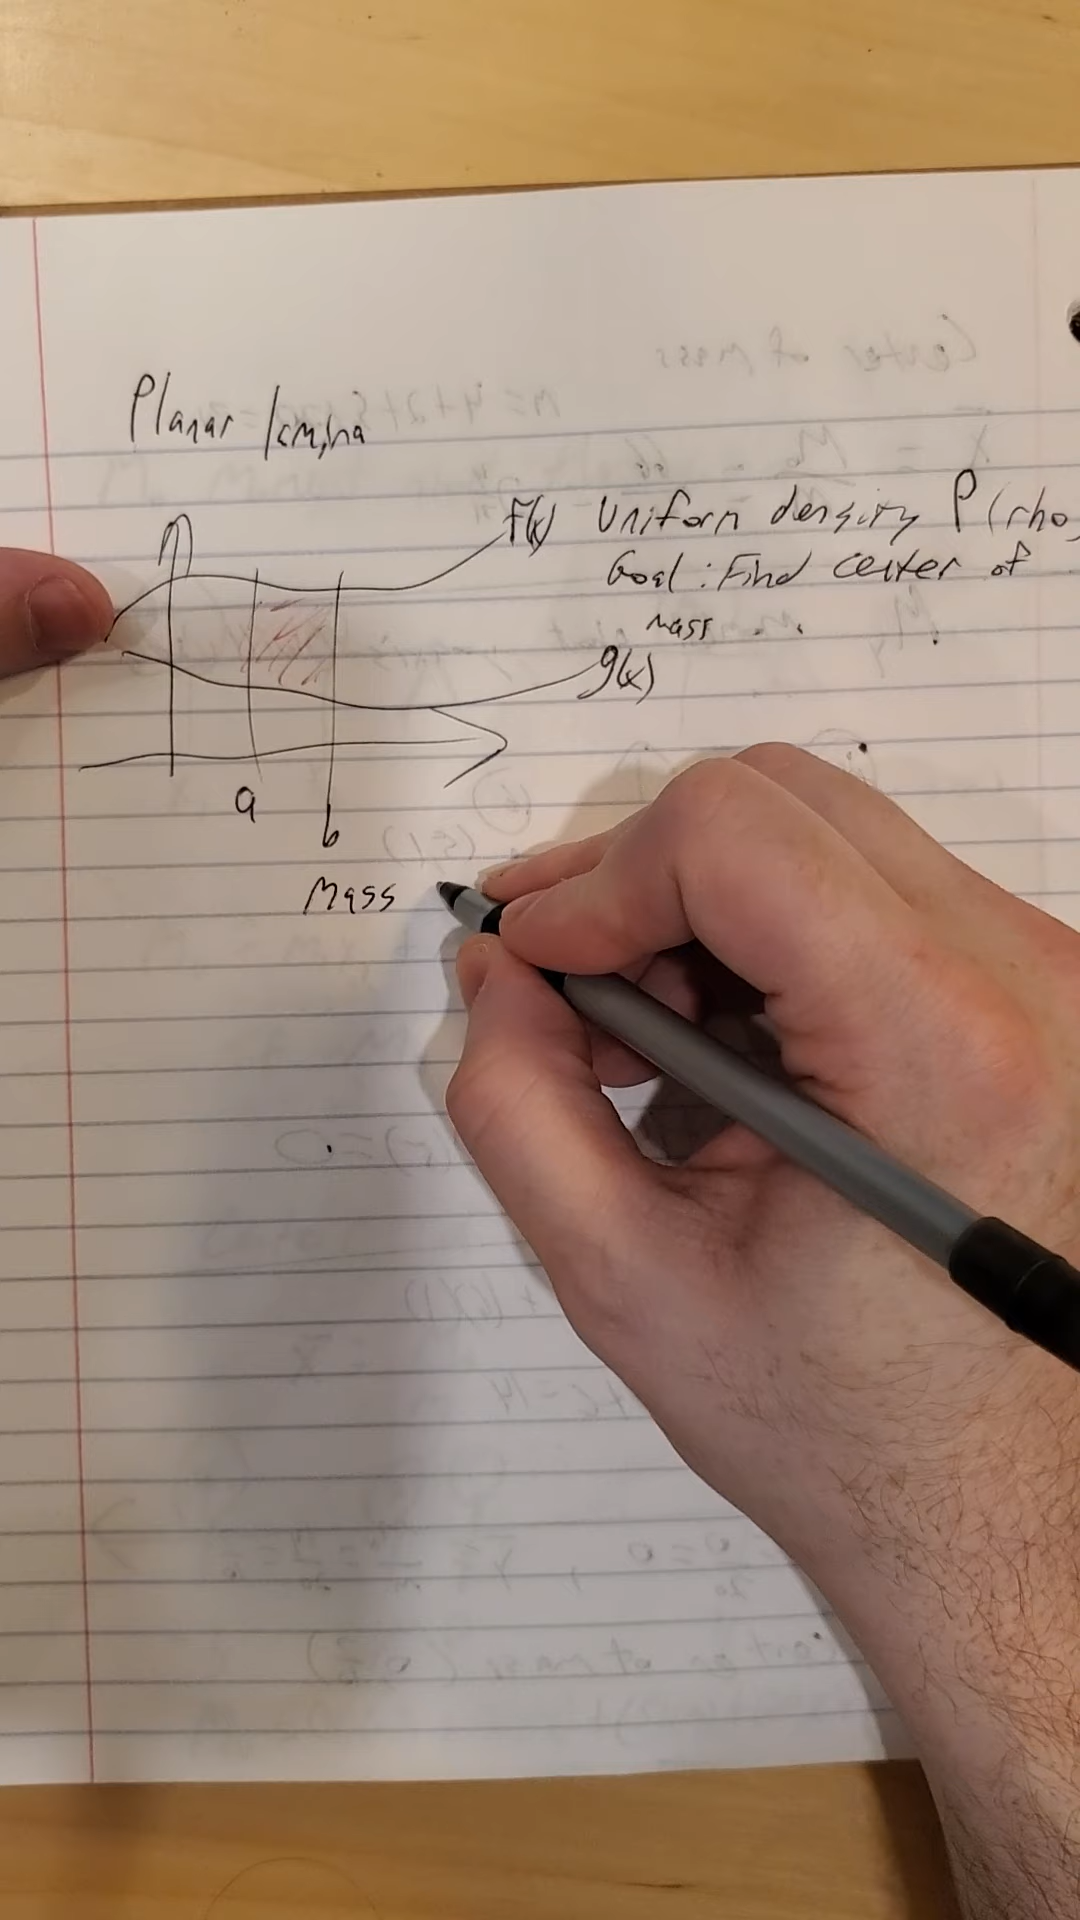 Planar lamina
f(x) Uniform density ρ (rho
Goal: Find center of
mass
g(x)
a
b
Mass